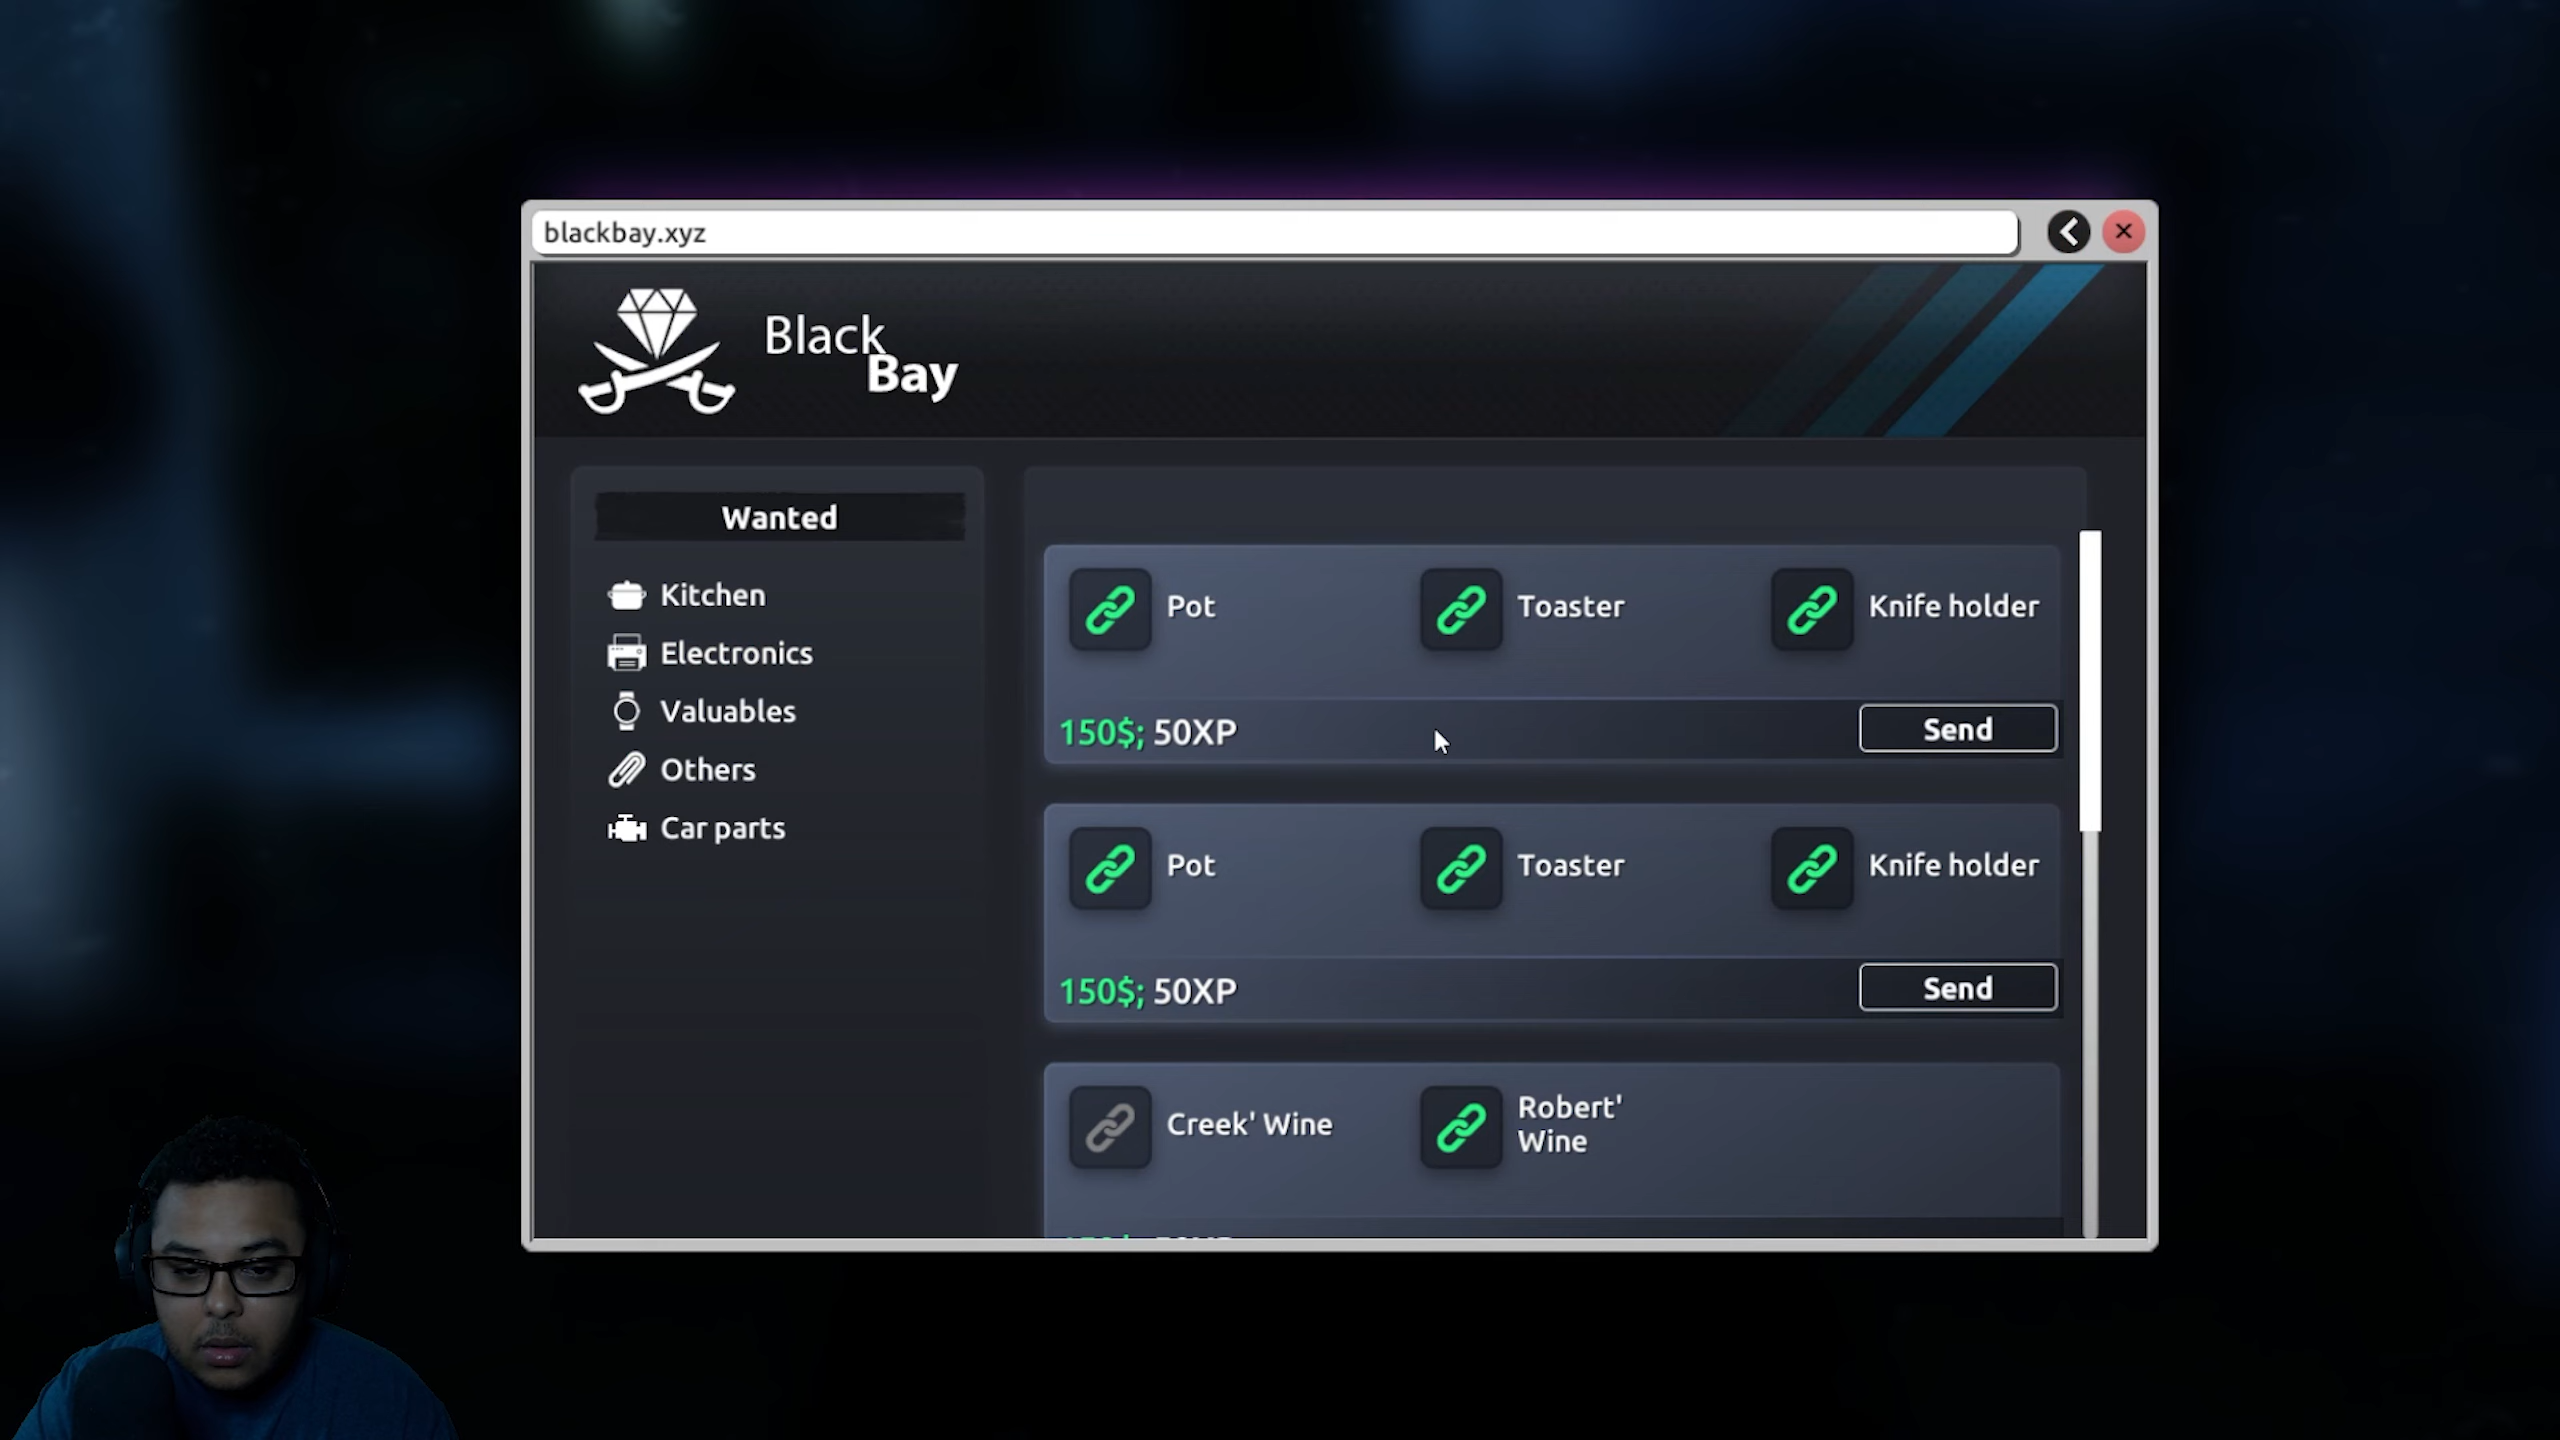 blackbay.xyz
Black
Bay
Wanted
Kitchen
Electronics
Valuables
Others
Car parts
Pot
Toaster
Knife holder
150$; 50XP
Send
Pot
Toaster
Knife holder
150$; 50XP
Send
Creek' Wine
Robert'
Wine